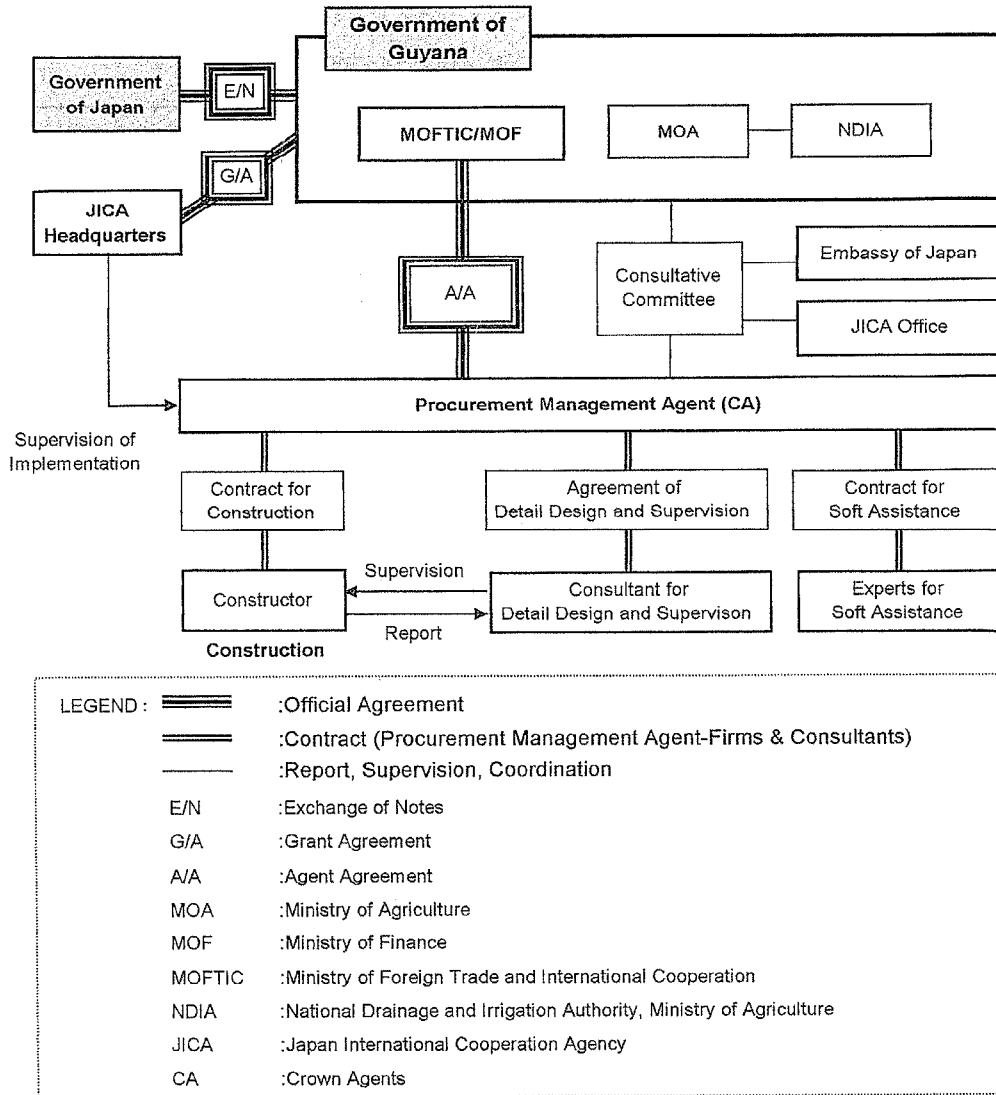 Government of
Guyana
Government
of Japan
E/N
MOFTIC/MOF
MOA
NDIA
G/A
JICA
Headquarters
A/A
Consultative
Committee
Embassy of Japan
JICA Office
Procurement Management Agent (CA)
Supervision of
Implementation
Contract for
Construction
Agreement of
Detail Design and Supervision
Contract for
Soft Assistance
Constructor
Supervision
Report
Consultant for
Detail Design and Supervison
Experts for
Soft Assistance
Construction
LEGEND : :Official Agreement
:Contract (Procurement Management Agent-Firms & Consultants)
:Report, Supervision, Coordination
E/N :Exchange of Notes
G/A :Grant Agreement
A/A :Agent Agreement
MOA :Ministry of Agriculture
MOF :Ministry of Finance
MOFTIC :Ministry of Foreign Trade and International Cooperation
NDIA :National Drainage and Irrigation Authority, Ministry of Agriculture
JICA :Japan International Cooperation Agency
CA :Crown Agents